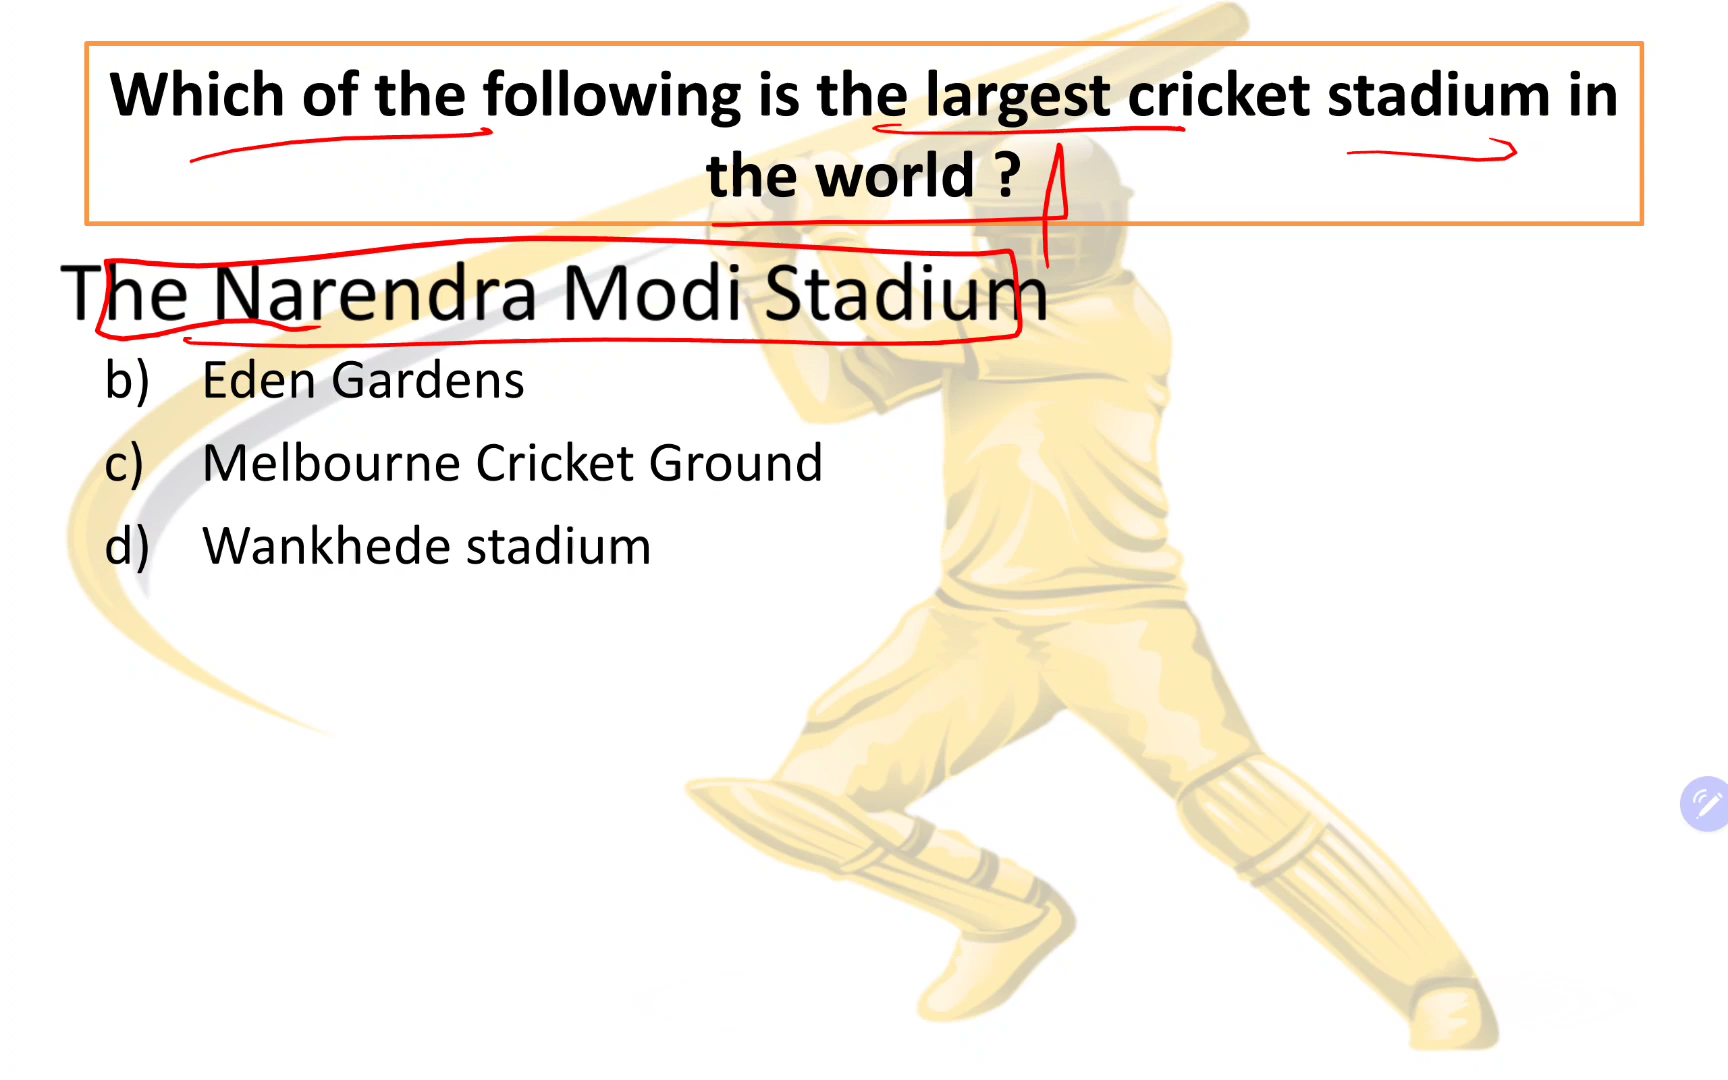 Which of the following is the largest cricket stadium in
the world ?
The Narendra Modi Stadium
b) Eden Gardens
c) Melbourne Cricket Ground
d) Wankhede stadium